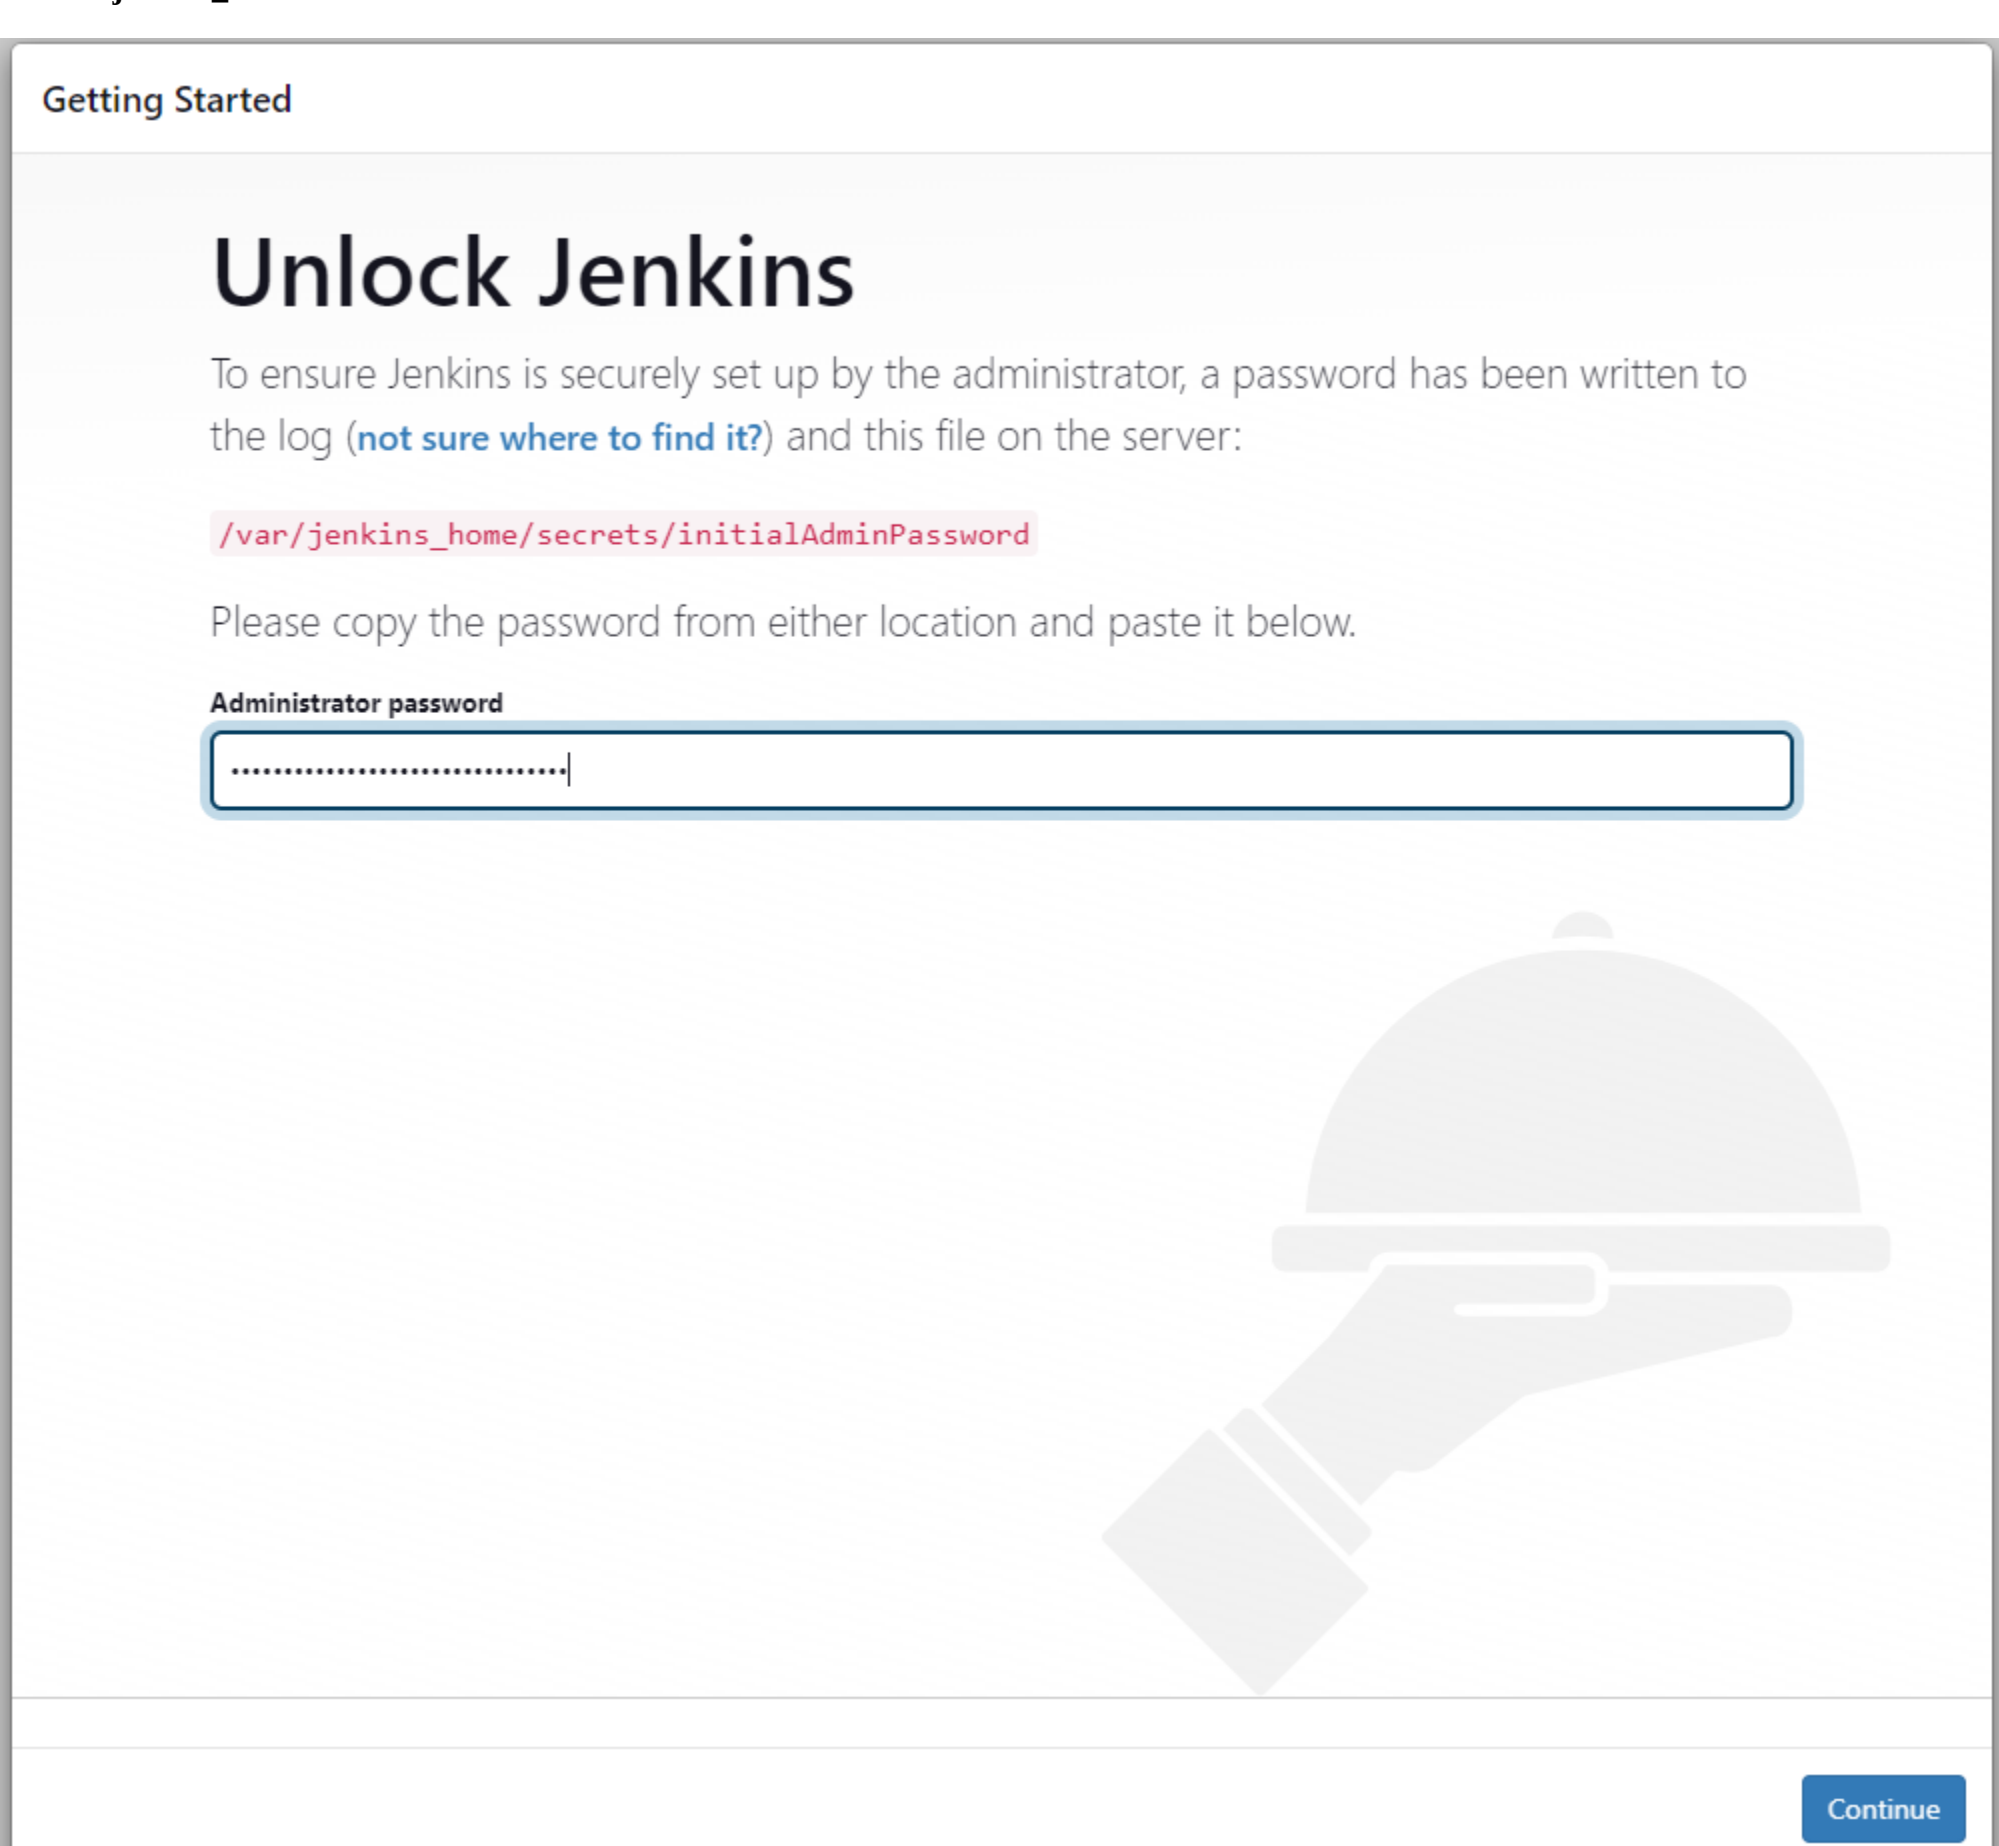 Getting Started
Unlock Jenkins
To ensure Jenkins is securely set up by the administrator, a password has been written to
the log (not sure where to find it?) and this file on the server:
/var/jenkins_home/secrets/initialAdminPassword
Please copy the password from either location and paste it below.
Administrator password
Continue